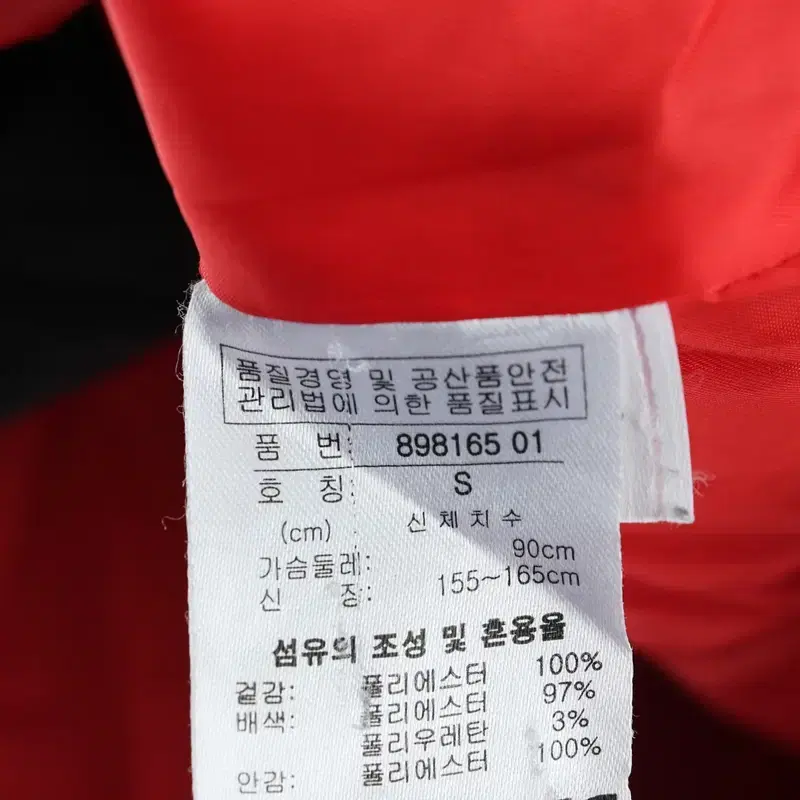 품질경영 및 공산품안전
관리법에 의한 품질표시
품 번: 898165 01
호 칭: S
(cm) 신체치수
가슴둘레: 90cm
신 장: 155~165cm
섬유의 조성 및 혼용율
겉감: 폴리에스터 100%
배색: 폴리에스터 97%
폴리우레탄 3%
안감: 폴리에스터 100%